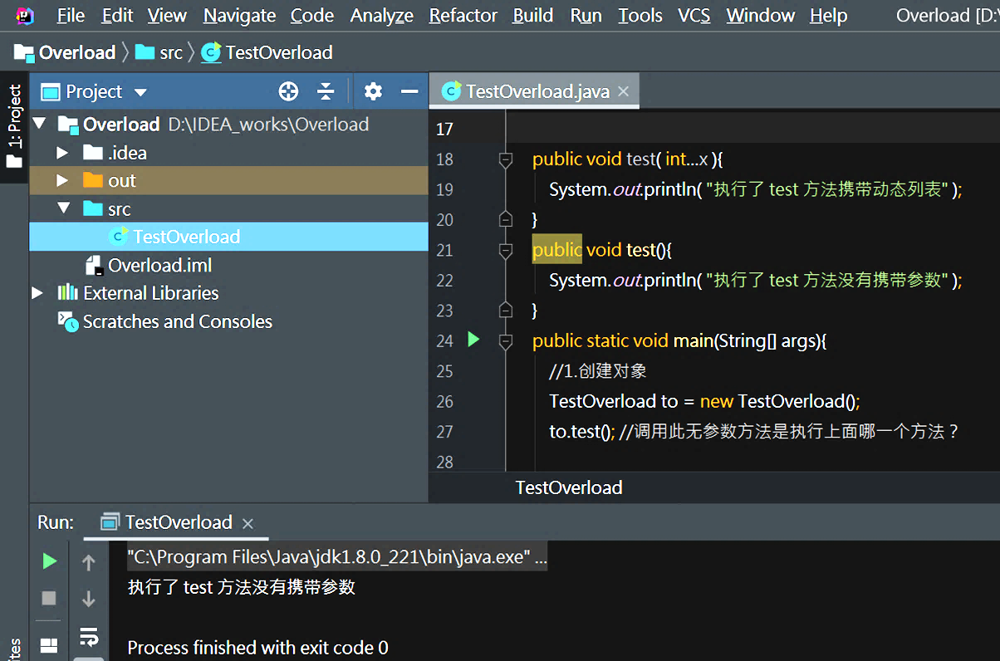 File Edit View Navigate Code Analyze Refactor Build Run Tools VCS Window Help Overload [D:\
Overload src TestOverload
1: Project
Project
TestOverload.java
Overload D:\IDEA_works\Overload
.idea
out
src
TestOverload
Overload.iml
External Libraries
Scratches and Consoles
17
18 public void test( int...x ){
19 System.out.println( "执行了 test 方法携带动态列表" );
20 }
21 public void test(){
22 System.out.println( "执行了 test 方法没有携带参数" );
23 }
24 public static void main(String[] args){
25 //1.创建对象
26 TestOverload to = new TestOverload();
27 to.test(); //调用此无参数方法是执行上面哪一个方法？
28
TestOverload
Run: TestOverload
"C:\Program Files\Java\jdk1.8.0_221\bin\java.exe" ...
执行了 test 方法没有携带参数
Process finished with exit code 0